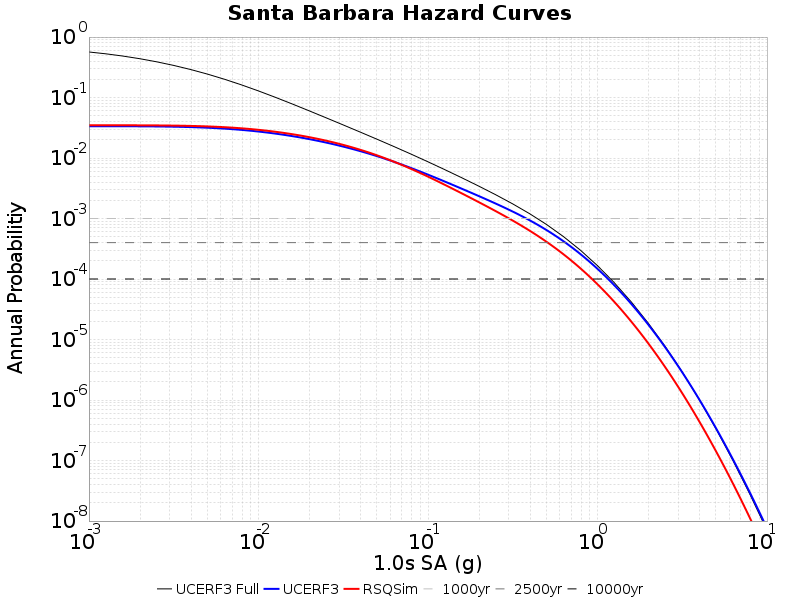 Santa Barbara Hazard Curves
10^0
10^-1
10^-2
10^-3
10^-4
10^-5
10^-6
10^-7
10^-8
Annual Probabilitiy
10^-3 10^-2 10^-1 10^0 10^1
1.0s SA (g)
UCERF3 Full UCERF3 RSQSim 1000yr 2500yr 10000yr